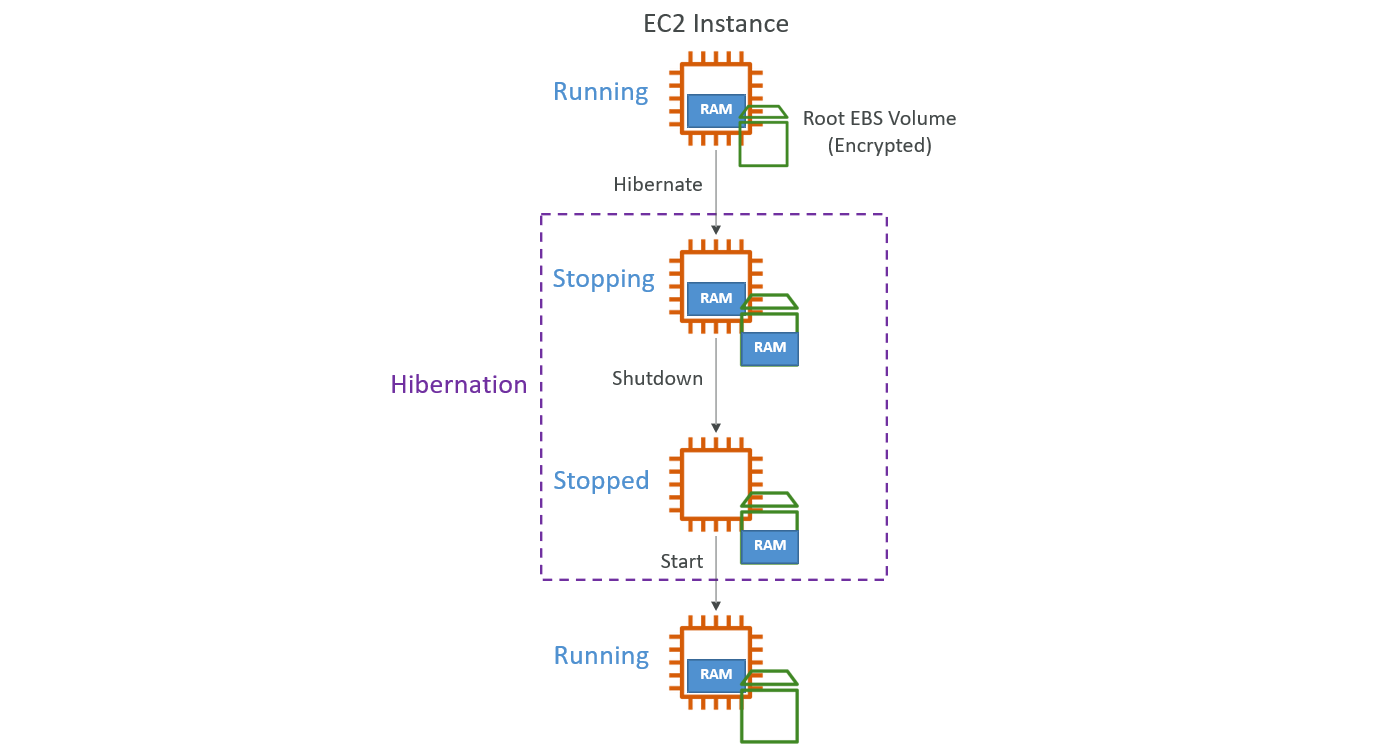 EC2 Instance
Running
RAM
Root EBS Volume
(Encrypted)
Hibernate
Stopping
RAM
RAM
Shutdown
Hibernation
Stopped
RAM
Start
Running
RAM